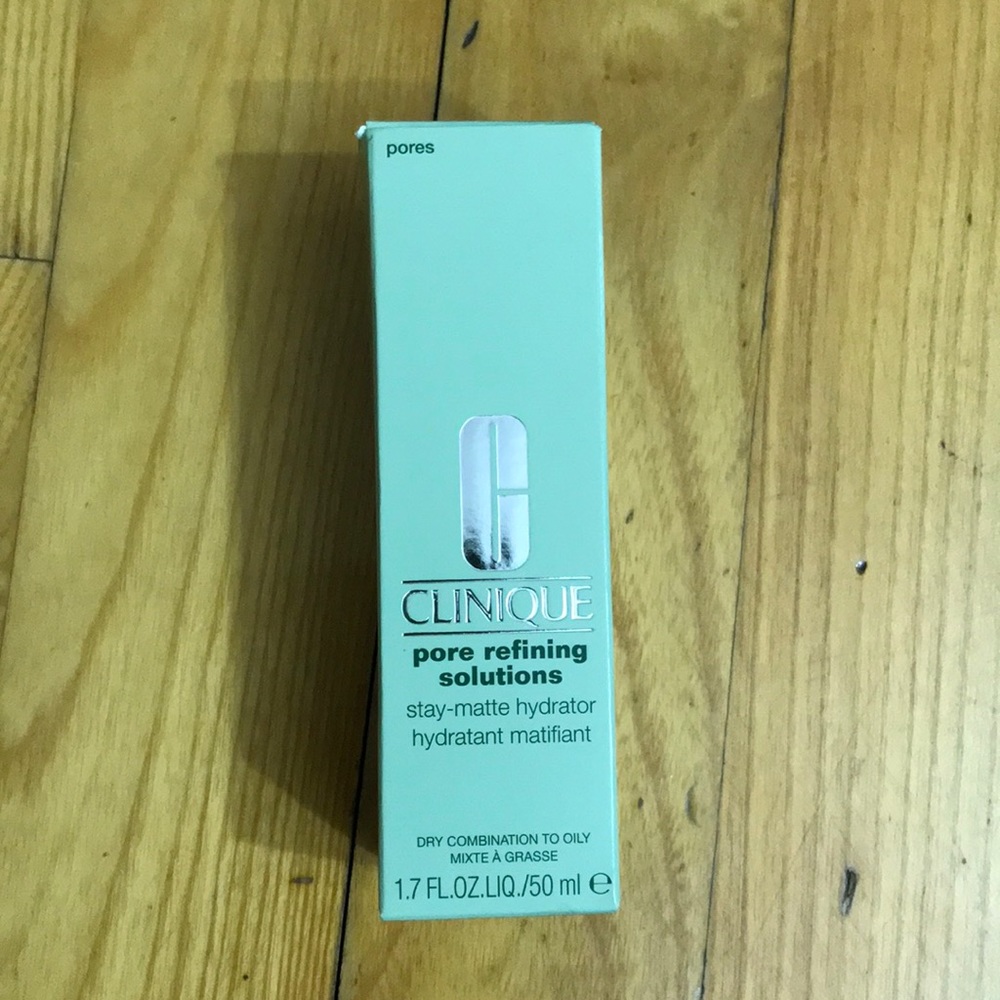 pores
CLINIQUE
pore refining
solutions
stay-matte hydrator
hydratant matifiant
DRY COMBINATION TO OILY
MIXTE À GRASSE
1.7 FL.OZ.LIQ./50 ml ℮